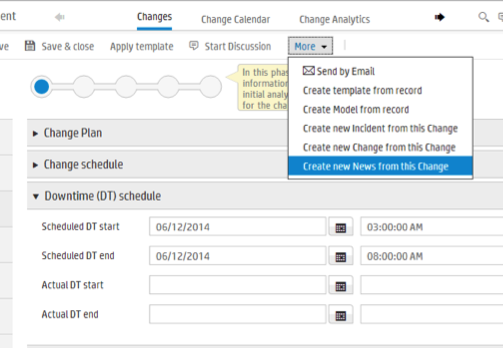 ent Changes Change Calendar Change Analytics
ve Save & close Apply template Start Discussion More
In this phas
information
initial analy
for the cha
Send by Email
Create template from record
Create Model from record
Create new Incident from this Change
Create new Change from this Change
Create new News from this Change
Change Plan
Change schedule
Downtime (DT) schedule
Scheduled DT start 06/12/2014 03:00:00 AM
Scheduled DT end 06/12/2014 08:00:00 AM
Actual DT start
Actual DT end